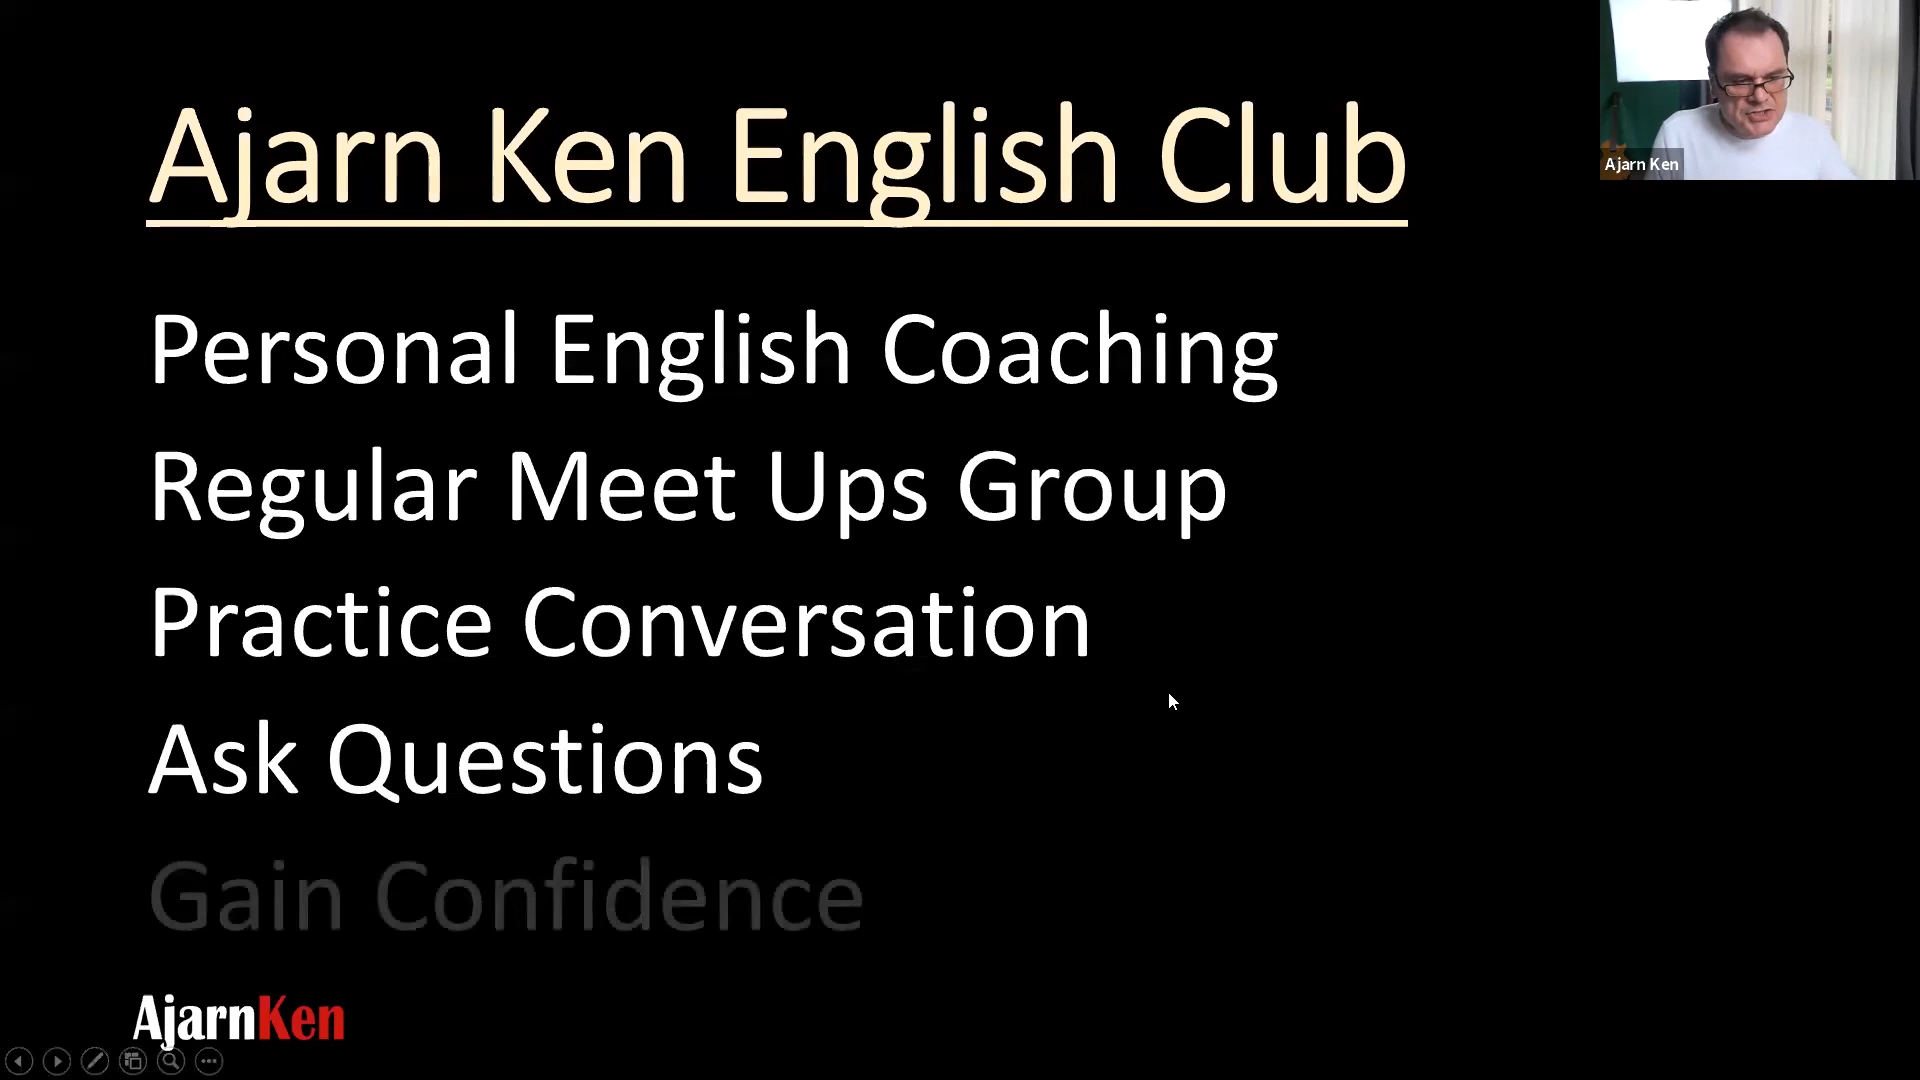 Ajarn Ken English Club
Ajarn Ken
Personal English Coaching
Regular Meet Ups Group
Practice Conversation
Ask Questions
Gain Confidence
AjarnKen